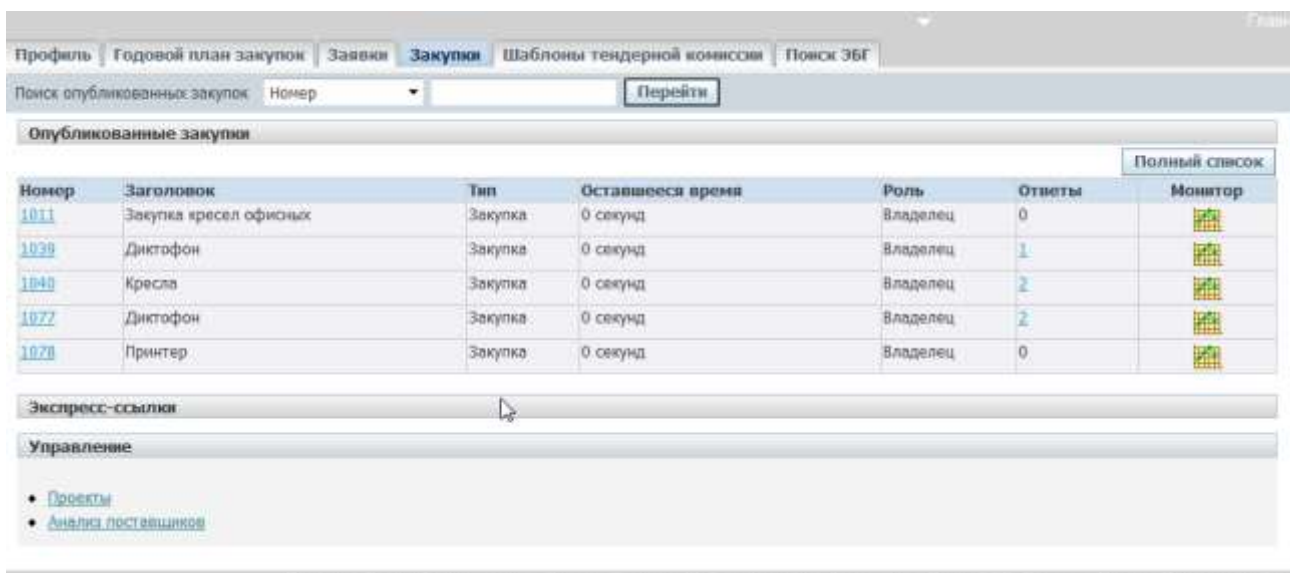 Главн
Профиль Годовой план закупок Заявки Закупки Шаблоны тендерной комиссии Поиск ЭБГ
Поиск опубликованных закупок Номер Перейти
Опубликованные закупки
Полный список
Номер Заголовок Тип Оставшееся время Роль Ответы Монитор
1011 Закупка кресел офисных Закупка 0 секунд Владелец 0
1039 Диктофон Закупка 0 секунд Владелец 1
1040 Кресла Закупка 0 секунд Владелец 2
1077 Диктофон Закупка 0 секунд Владелец 2
1078 Принтер Закупка 0 секунд Владелец 0
Экспресс-ссылки
Управление
• Проекты
• Анализ поставщиков